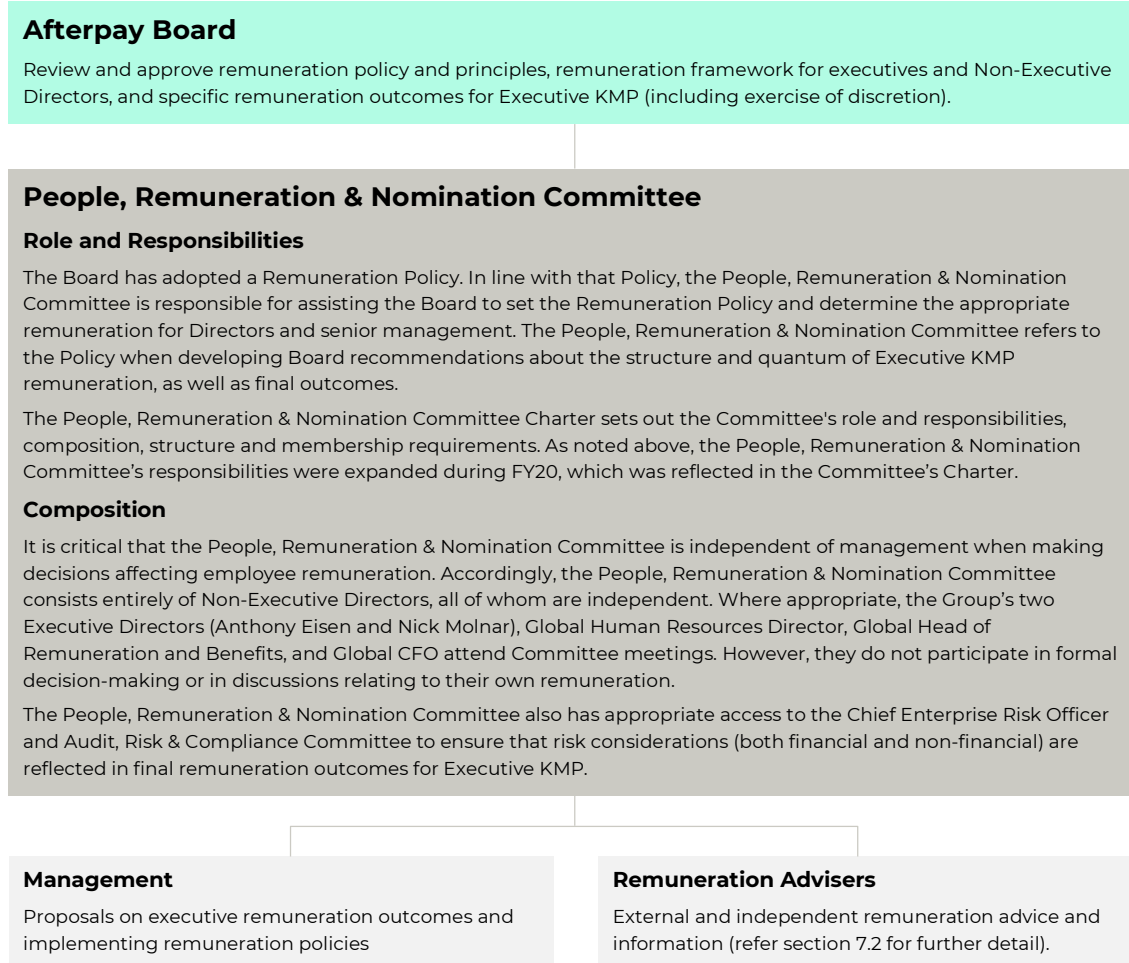 Afterpay Board
Review and approve remuneration policy and principles, remuneration framework for executives and Non-Executive
Directors, and specific remuneration outcomes for Executive KMP (including exercise of discretion).
People, Remuneration & Nomination Committee
Role and Responsibilities
The Board has adopted a Remuneration Policy. In line with that Policy, the People, Remuneration & Nomination
Committee is responsible for assisting the Board to set the Remuneration Policy and determine the appropriate
remuneration for Directors and senior management. The People, Remuneration & Nomination Committee refers to
the Policy when developing Board recommendations about the structure and quantum of Executive KMP
remuneration, as well as final outcomes.
The People, Remuneration & Nomination Committee Charter sets out the Committee's role and responsibilities,
composition, structure and membership requirements. As noted above, the People, Remuneration & Nomination
Committee’s responsibilities were expanded during FY20, which was reflected in the Committee’s Charter.
Composition
It is critical that the People, Remuneration & Nomination Committee is independent of management when making
decisions affecting employee remuneration. Accordingly, the People, Remuneration & Nomination Committee
consists entirely of Non-Executive Directors, all of whom are independent. Where appropriate, the Group’s two
Executive Directors (Anthony Eisen and Nick Molnar), Global Human Resources Director, Global Head of
Remuneration and Benefits, and Global CFO attend Committee meetings. However, they do not participate in formal
decision-making or in discussions relating to their own remuneration.
The People, Remuneration & Nomination Committee also has appropriate access to the Chief Enterprise Risk Officer
and Audit, Risk & Compliance Committee to ensure that risk considerations (both financial and non-financial) are
reflected in final remuneration outcomes for Executive KMP.
Management
Proposals on executive remuneration outcomes and
implementing remuneration policies
Remuneration Advisers
External and independent remuneration advice and
information (refer section 7.2 for further detail).